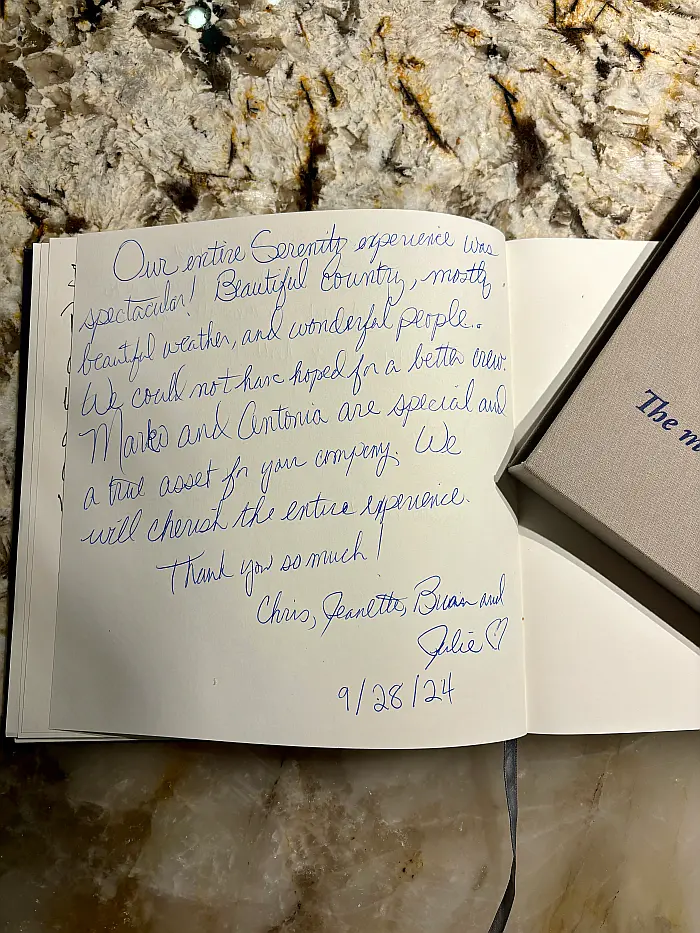 Our entire Serenity experience was
spectacular! Beautiful country, mostly
beautiful weather, and wonderful people.
We could not have hoped for a better crew.
Marko and Antonia are special and
a true asset for your company. We
will cherish the entire experience.
Thank you so much!
Chris, Jeanette, Brian and
Julie ♡
9/28/24
The m